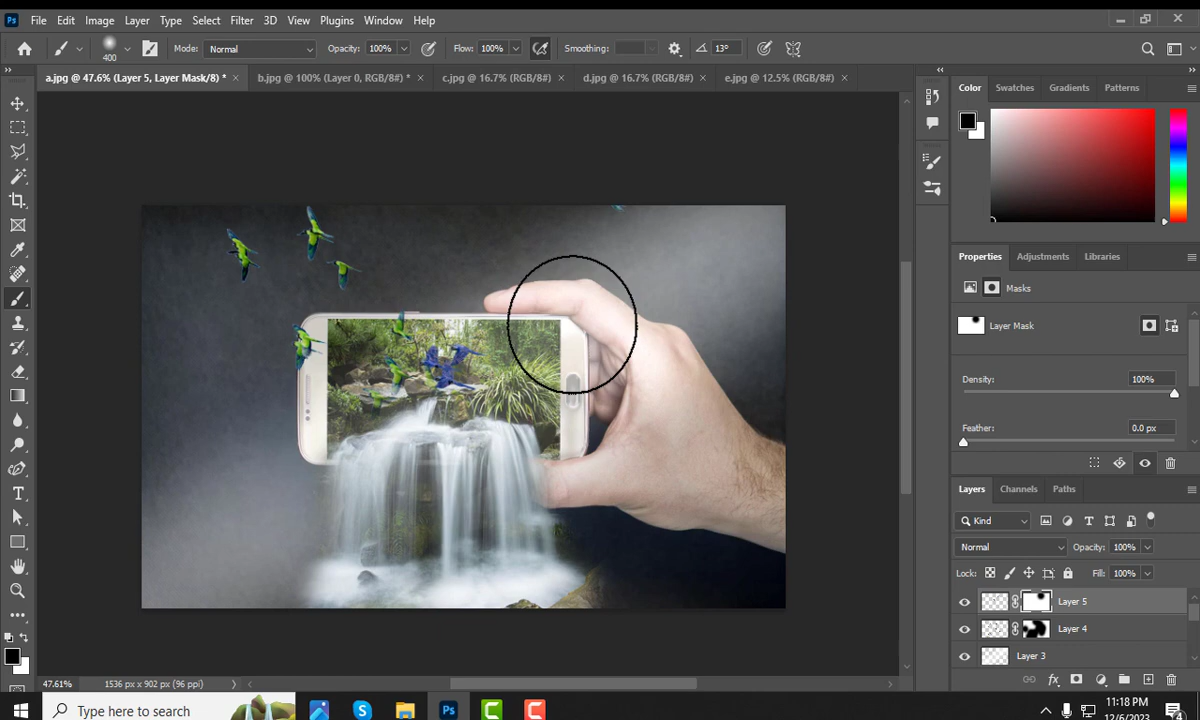 Ps File Edit Image Layer Type Select Filter 3D View Plugins Window Help
400 Mode: Normal Opacity: 100% Flow: 100% Smoothing: 13°
a.jpg @ 47.6% (Layer 5, Layer Mask/8) * × b.jpg @ 100% (Layer 0, RGB/8#) * × c.jpg @ 16.7% (RGB/8#) × d.jpg @ 16.7% (RGB/8#) × e.jpg @ 12.5% (RGB/8#) ×
Color Swatches Gradients Patterns
Properties Adjustments Libraries
Masks
Layer Mask
Density: 100%
Feather: 0.0 px
Layers Channels Paths
Kind
Normal Opacity: 100%
Lock: Fill: 100%
Layer 5
Layer 4
Layer 3
47.61% 1536 px x 902 px (96 ppi)
Type here to search
Ps
11:18 PM
12/6/2023
4